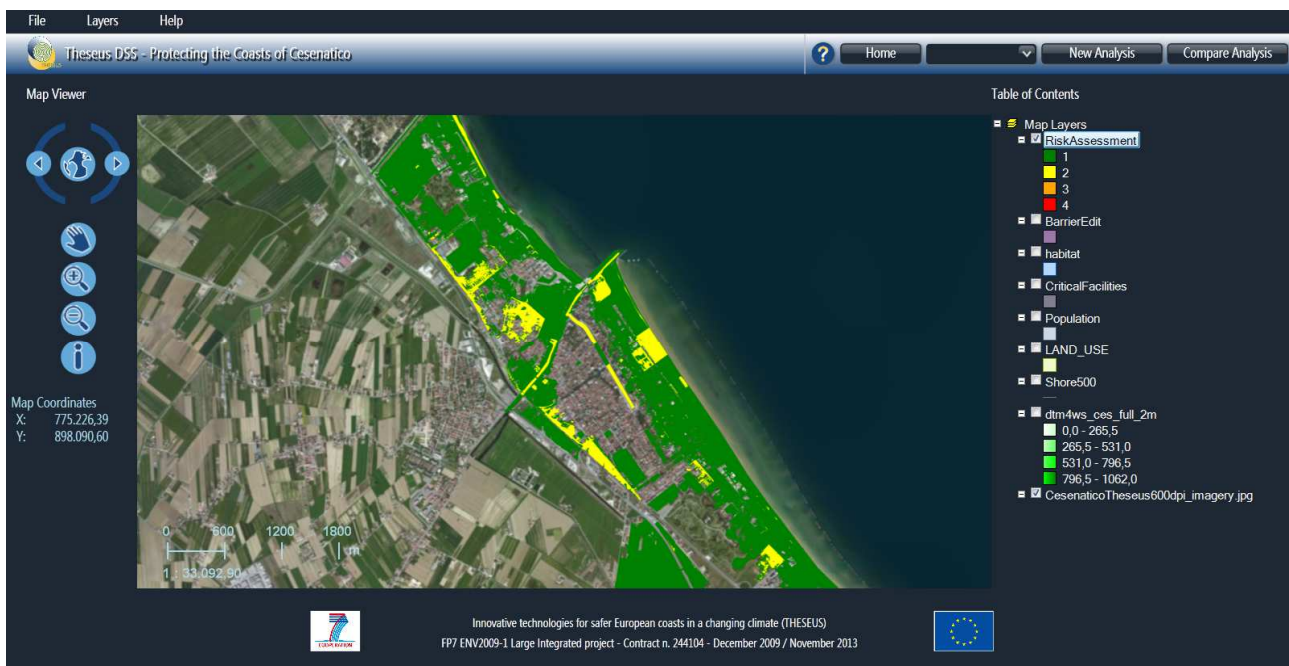 File Layers Help
Theseus DSS - Protecting the Coasts of Cesenatico
? Home New Analysis Compare Analysis
Map Viewer
Table of Contents
Map Layers
RiskAssessment
1
2
3
4
BarrierEdit
habitat
CriticalFacilities
Population
LAND_USE
Shore500
dtm4ws_ces_full_2m
0,0 - 265,5
265,5 - 531,0
531,0 - 796,5
796,5 - 1062,0
CesenaticoTheseus600dpi_imagery.jpg
Map Coordinates
X: 775.226,39
Y: 898.090,60
0 600 1200 1800
m
1 : 33.092,90
Innovative technologies for safer European coasts in a changing climate (THESEUS)
FP7 ENV2009-1 Large Integrated project - Contract n. 244104 - December 2009 / November 2013